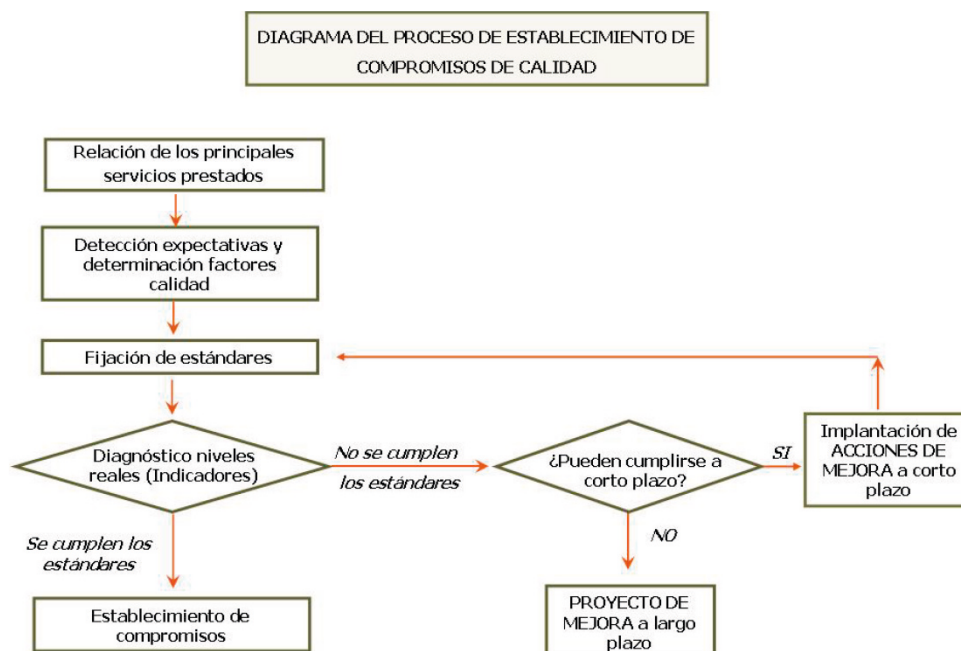 DIAGRAMA DEL PROCESO DE ESTABLECIMIENTO DE
COMPROMISOS DE CALIDAD
Relación de los principales
servicios prestados
Detección expectativas y
determinación factores
calidad
Fijación de estándares
Diagnóstico niveles
reales (Indicadores)
No se cumplen
los estándares
¿Pueden cumplirse a
corto plazo?
SI
Implantación de
ACCIONES DE
MEJORA a corto
plazo
Se cumplen los
estándares
NO
Establecimiento de
compromisos
PROYECTO DE
MEJORA a largo
plazo